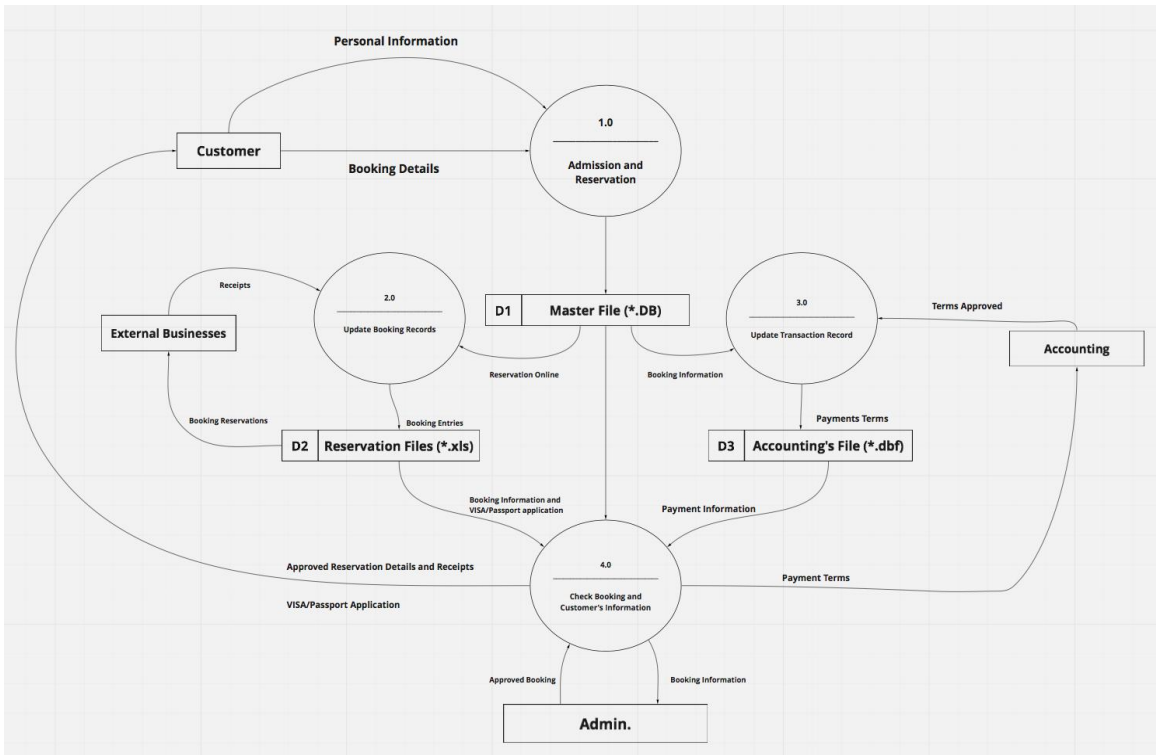 Personal Information
1.0
Customer
Admission and
Reservation
Booking Details
Receipts
2.0
3.0
D1
Master File (*.DB)
Terms Approved
External Businesses
Update Booking Records
Update Transaction Record
Accounting
Reservation Online
Booking Information
Booking Reservations
Booking Entries
Payments Terms
D2
Reservation Files (*.xls)
D3
Accounting's File (*.dbf)
Booking Information and
VISA/Passport application
Payment Information
Approved Reservation Details and Receipts
4.0
Payment Terms
VISA/Passport Application
Check Booking and
Customer's Information
Approved Booking
Booking Information
Admin.